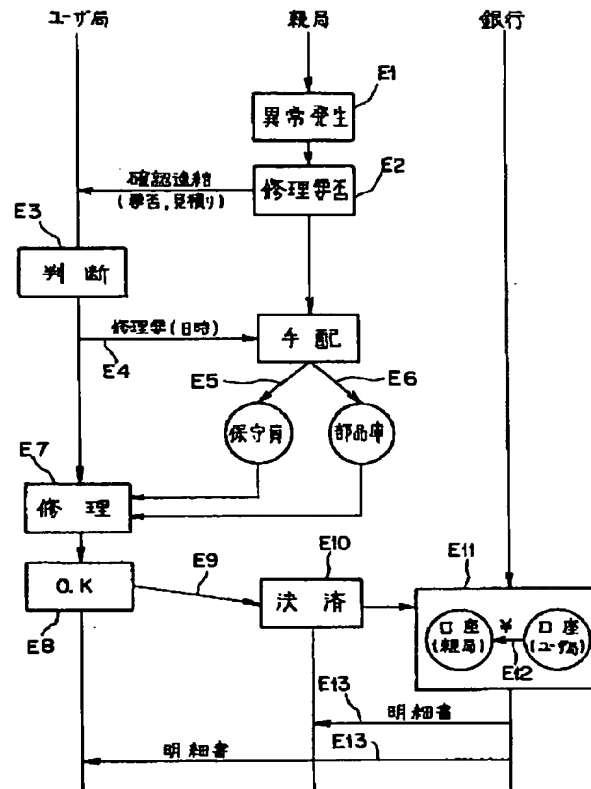 ユーザ局
親局
銀行
E1
異常発生
E2
修理要否
確認連絡
(要否,見積り)
E3
判断
修理要(日時)
E4
手配
E5
E6
保守員
部品庫
E7
修理
O.K
E8
E9
E10
決済
E11
口座
(親局)
¥
口座
(ユーザ局)
E12
E13
明細書
明細書
E13